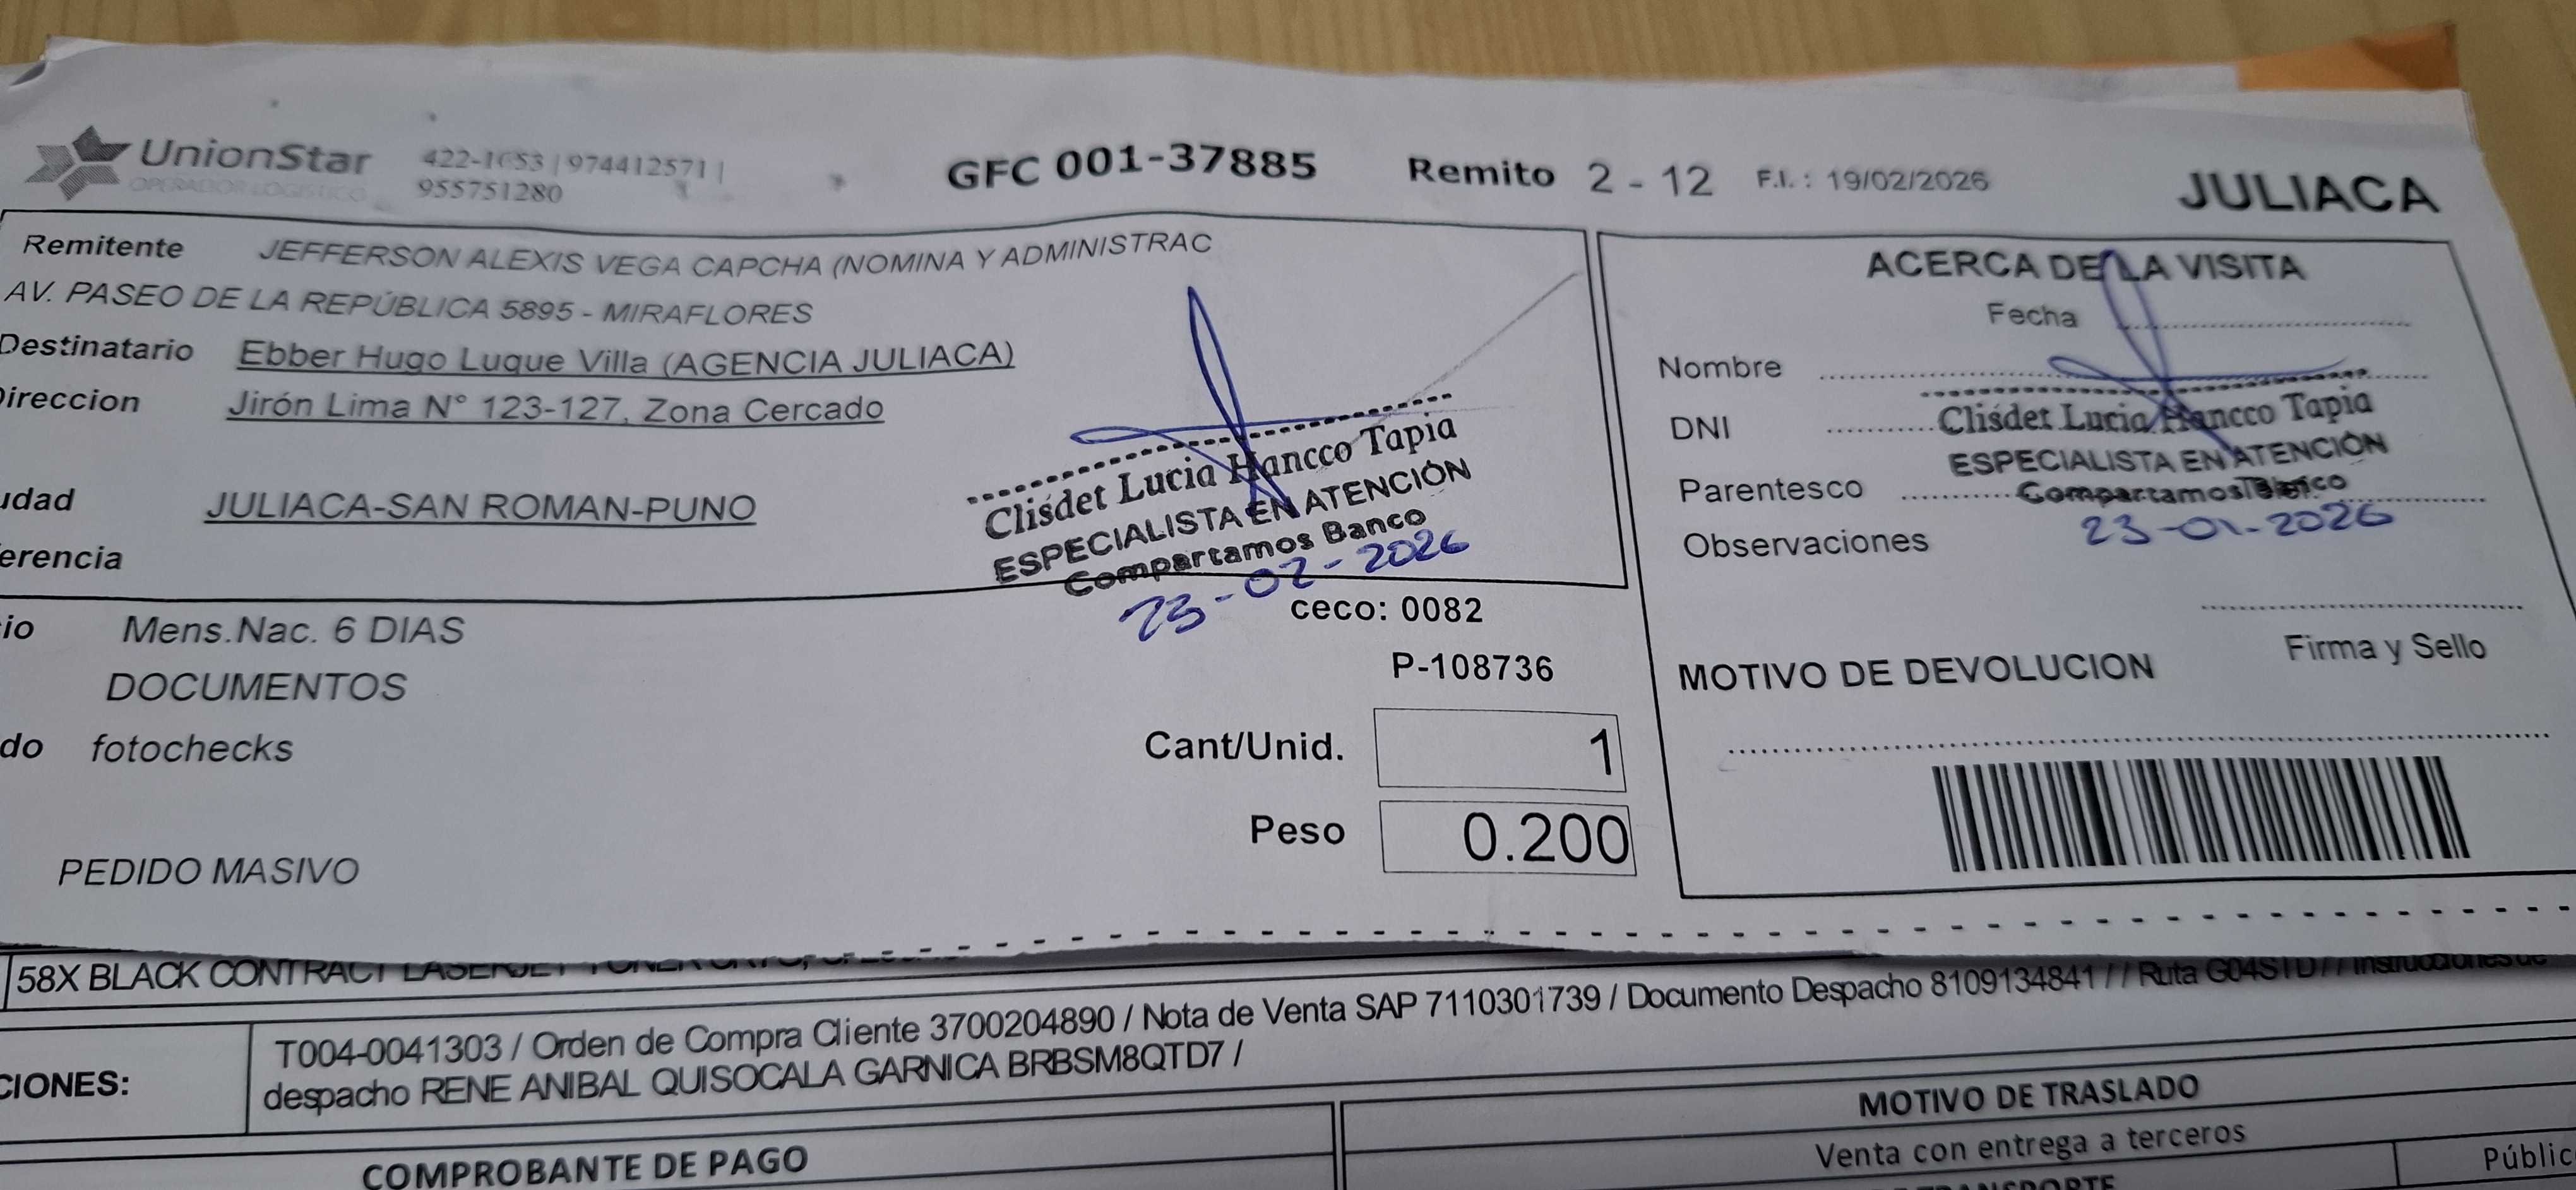 UnionStar
OPERADOR LOGISTICO
422-1653 | 974412571 |
955751280
GFC 001-37885
Remito 2 - 12 F.I. : 19/02/2026
JULIACA
Remitente JEFFERSON ALEXIS VEGA CAPCHA (NOMINA Y ADMINISTRAC
AV. PASEO DE LA REPÚBLICA 5895 - MIRAFLORES
Destinatario Ebber Hugo Luque Villa (AGENCIA JULIACA)
Direccion Jirón Lima N° 123-127, Zona Cercado
udad JULIACA-SAN ROMAN-PUNO
erencia
Clisdet Lucia Hancco Tapia
ESPECIALISTA EN ATENCIÓN
Compartamos Banco
23-02-2026
io Mens.Nac. 6 DIAS
DOCUMENTOS
do fotochecks
PEDIDO MASIVO
ceco: 0082
P-108736
Cant/Unid. 1
Peso 0.200
ACERCA DE LA VISITA
Fecha
Nombre
DNI
Parentesco
Observaciones
Clisdet Lucia Hancco Tapia
ESPECIALISTA EN ATENCIÓN
Compartamos Banco
23-01-2026
Firma y Sello
MOTIVO DE DEVOLUCION
58X BLACK CONTRACT LASERJET TONER
T004-0041303 / Orden de Compra Cliente 3700204890 / Nota de Venta SAP 7110301739 / Documento Despacho 8109134841 / / Ruta G04STD / / Instrucciones de
CIONES:
despacho RENE ANIBAL QUISOCALA GARNICA BRBSM8QTD7 /
COMPROBANTE DE PAGO
MOTIVO DE TRASLADO
Venta con entrega a terceros
Públic